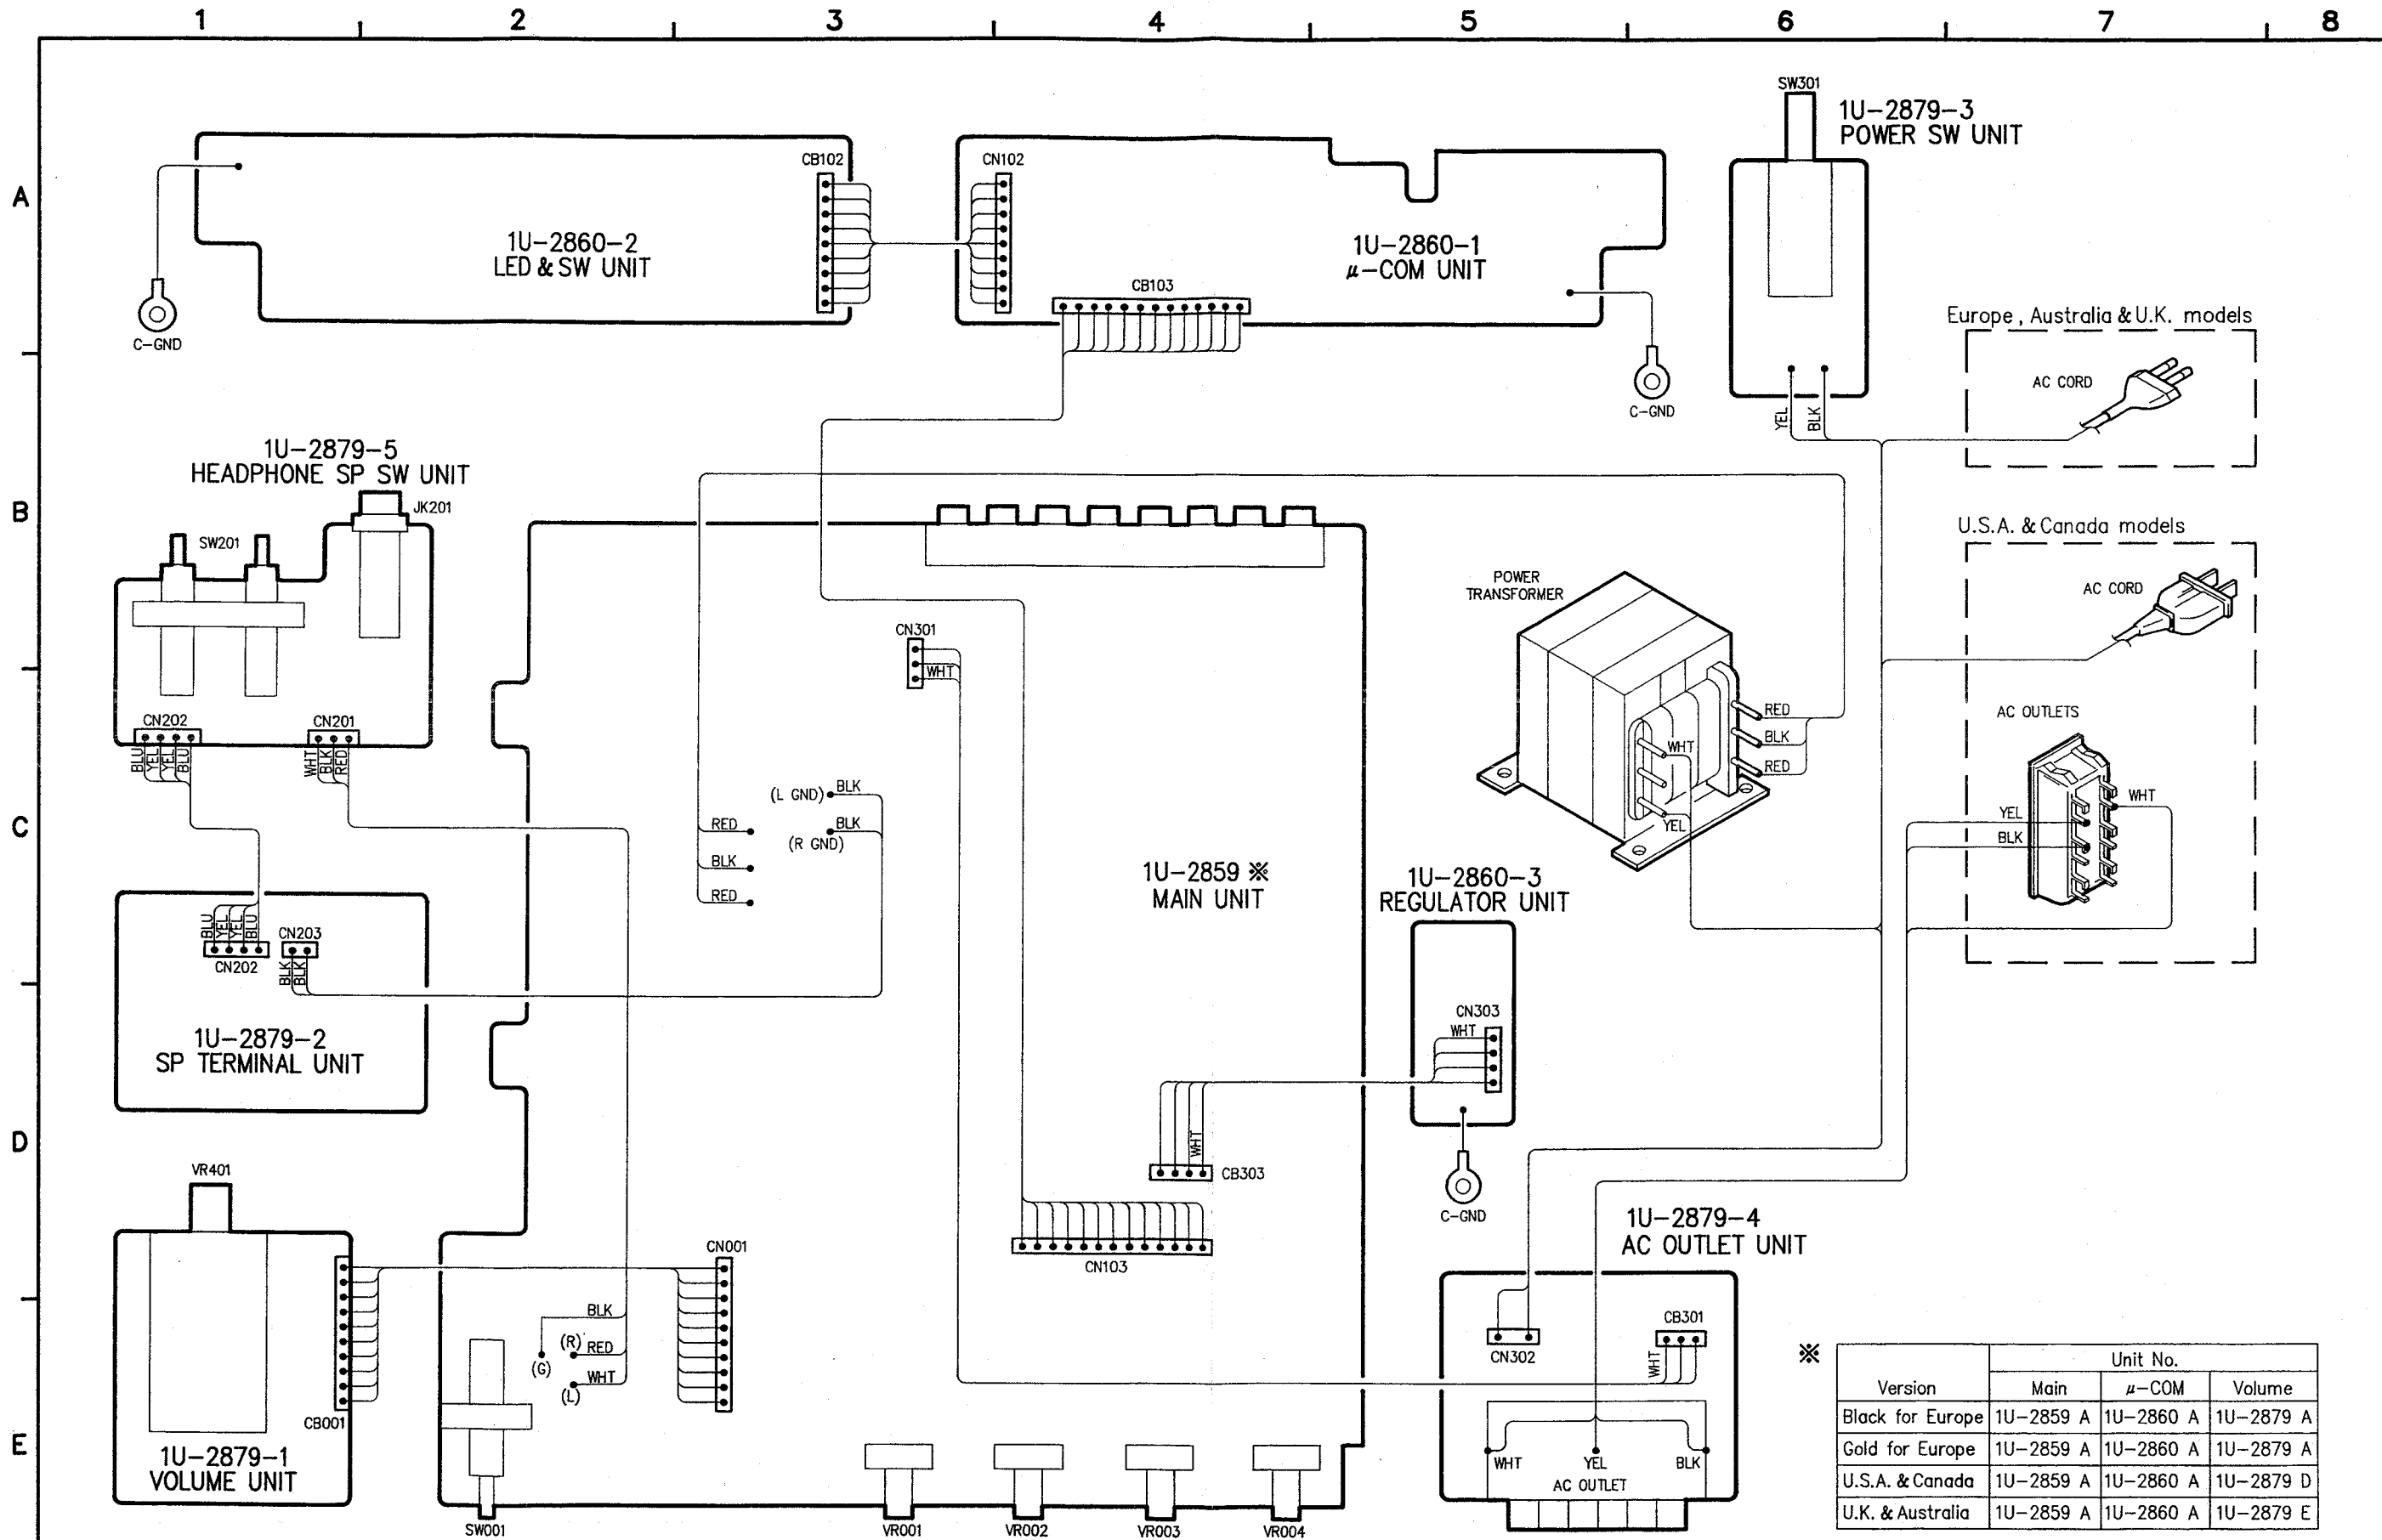 1 2 3 4 5 6 7 8
A
B
C
D
E
CB102
1U-2860-2
LED & SW UNIT
C-GND
CN102
1U-2860-1
μ-COM UNIT
CB103
C-GND
SW301
1U-2879-3
POWER SW UNIT
YEL
BLK
Europe, Australia & U.K. models
AC CORD
U.S.A. & Canada models
AC CORD
AC OUTLETS
YEL
BLK
WHT
1U-2879-5
HEADPHONE SP SW UNIT
JK201
SW201
CN202
CN201
BLU
YEL
YEL
BLU
WHT
BLK
RED
POWER
TRANSFORMER
RED
BLK
RED
WHT
YEL
CN301
WHT
(L GND)
BLK
BLK
(R GND)
RED
BLK
RED
1U-2859 ※
MAIN UNIT
1U-2860-3
REGULATOR UNIT
CN303
WHT
C-GND
BLU
YEL
YEL
BLU
CN202
CN203
BLK
BLK
1U-2879-2
SP TERMINAL UNIT
WHT
CB303
CN103
VR401
CB001
1U-2879-1
VOLUME UNIT
CN001
BLK
(R)
RED
(G)
WHT
(L)
SW001
VR001
VR002
VR003
VR004
1U-2879-4
AC OUTLET UNIT
CN302
CB301
WHT
WHT
YEL
BLK
AC OUTLET
※
Unit No.
Version Main μ-COM Volume
Black for Europe 1U-2859 A 1U-2860 A 1U-2879 A
Gold for Europe 1U-2859 A 1U-2860 A 1U-2879 A
U.S.A. & Canada 1U-2859 A 1U-2860 A 1U-2879 D
U.K. & Australia 1U-2859 A 1U-2860 A 1U-2879 E